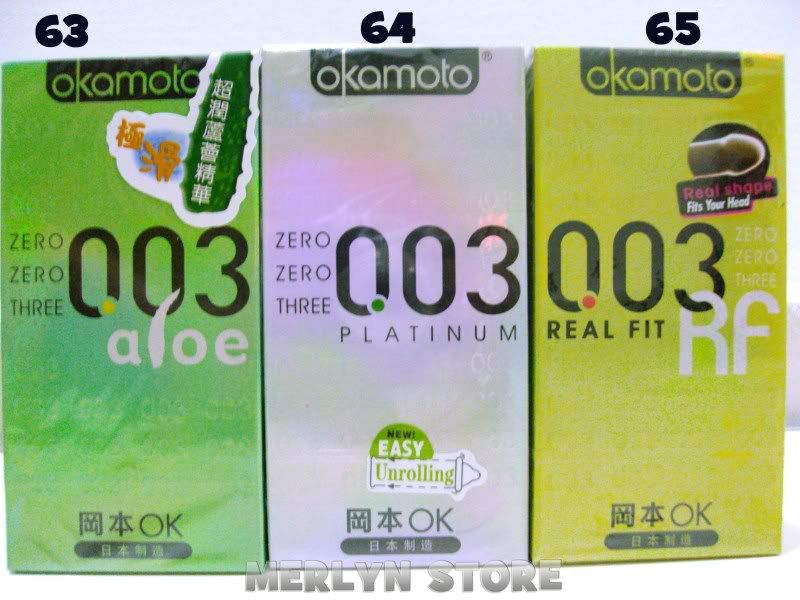 63
64
65
okamoto
超潤蘆薈精華
極滑
ZERO
ZERO
THREE
0.03
aloe
岡本OK
日本制造
okamoto®
ZERO
ZERO
THREE
0.03
PLATINUM
NEW!
EASY
Unrolling
岡本OK
日本制造
okamoto®
Real shape
Fits Your Head
0.03
ZERO
ZERO
THREE
REAL FIT
RF
岡本OK
日本制造
MERLYN STORE